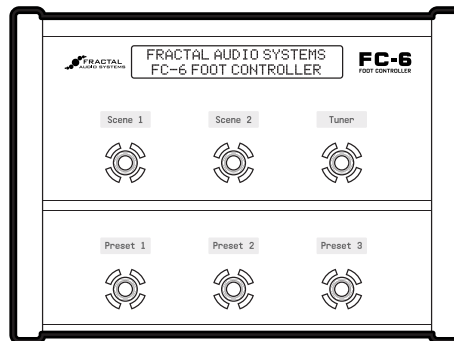 FRACTAL
AUDIO SYSTEMS
FRACTAL AUDIO SYSTEMS
FC-6 FOOT CONTROLLER
FC-6
FOOT CONTROLLER
Scene 1 Scene 2 Tuner
Preset 1 Preset 2 Preset 3